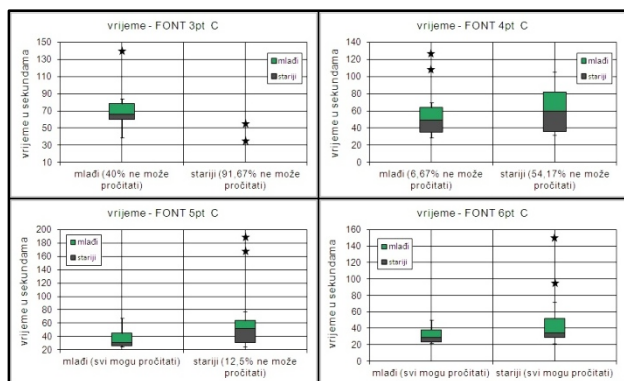 vrijeme - FONT 3pt C
vrijeme u sekundama
150
130
110
90
70
50
30
10
mlađi
stariji
mlađi (40% ne može pročitati)
stariji (91,67% ne može pročitati)
vrijeme - FONT 4pt C
vrijeme u sekundama
140
120
100
80
60
40
20
0
mlađi
stariji
mlađi (6,67% ne može pročitati)
stariji (54,17% ne može pročitati)
vrijeme - FONT 5pt C
vrijeme u sekundama
200
180
160
140
120
100
80
60
40
20
mlađi
stariji
mlađi (svi mogu pročitati)
stariji (12,5% ne može pročitati)
vrijeme - FONT 6pt C
vrijeme u sekundama
160
140
120
100
80
60
40
20
0
mlađi
stariji
mlađi (svi mogu pročitati)
stariji (svi mogu pročitati)